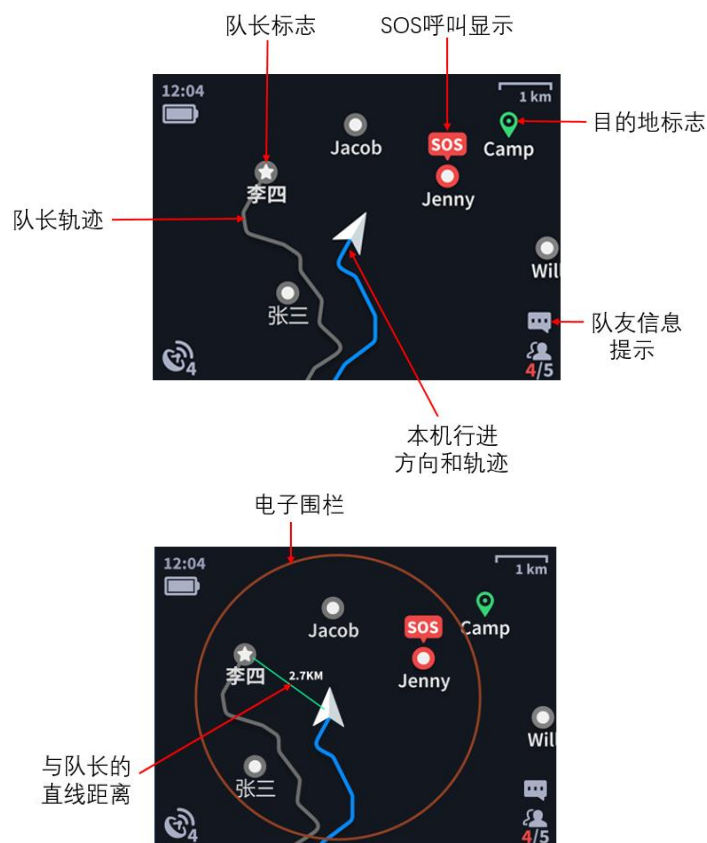 队长标志
SOS呼叫显示
12:04
1 km
目的地标志
Jacob
SOS
Camp
李四
Jenny
队长轨迹
Wil
张三
队友信息
提示
4
4/5
本机行进
方向和轨迹
电子围栏
12:04
1 km
Jacob
SOS
Camp
李四
2.7KM
Jenny
Wil
与队长的
直线距离
张三
4
4/5